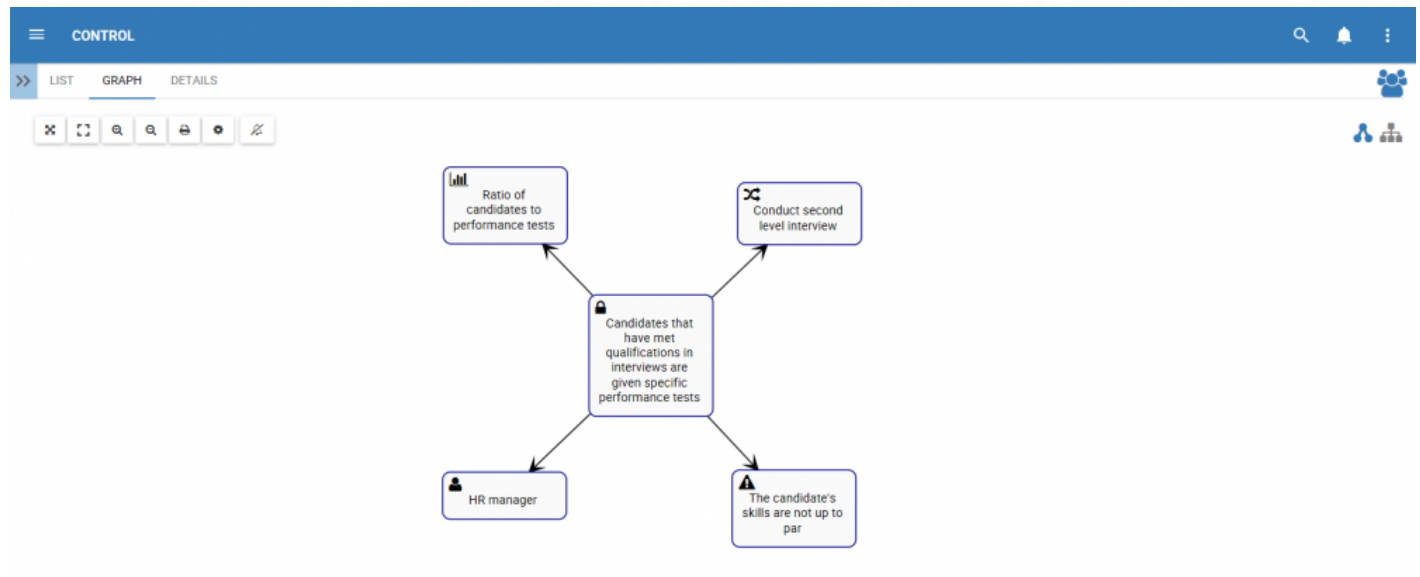 CONTROL
LIST GRAPH DETAILS
Ratio of
candidates to
performance tests
Conduct second
level interview
Candidates that
have met
qualifications in
interviews are
given specific
performance tests
HR manager
The candidate's
skills are not up to
par